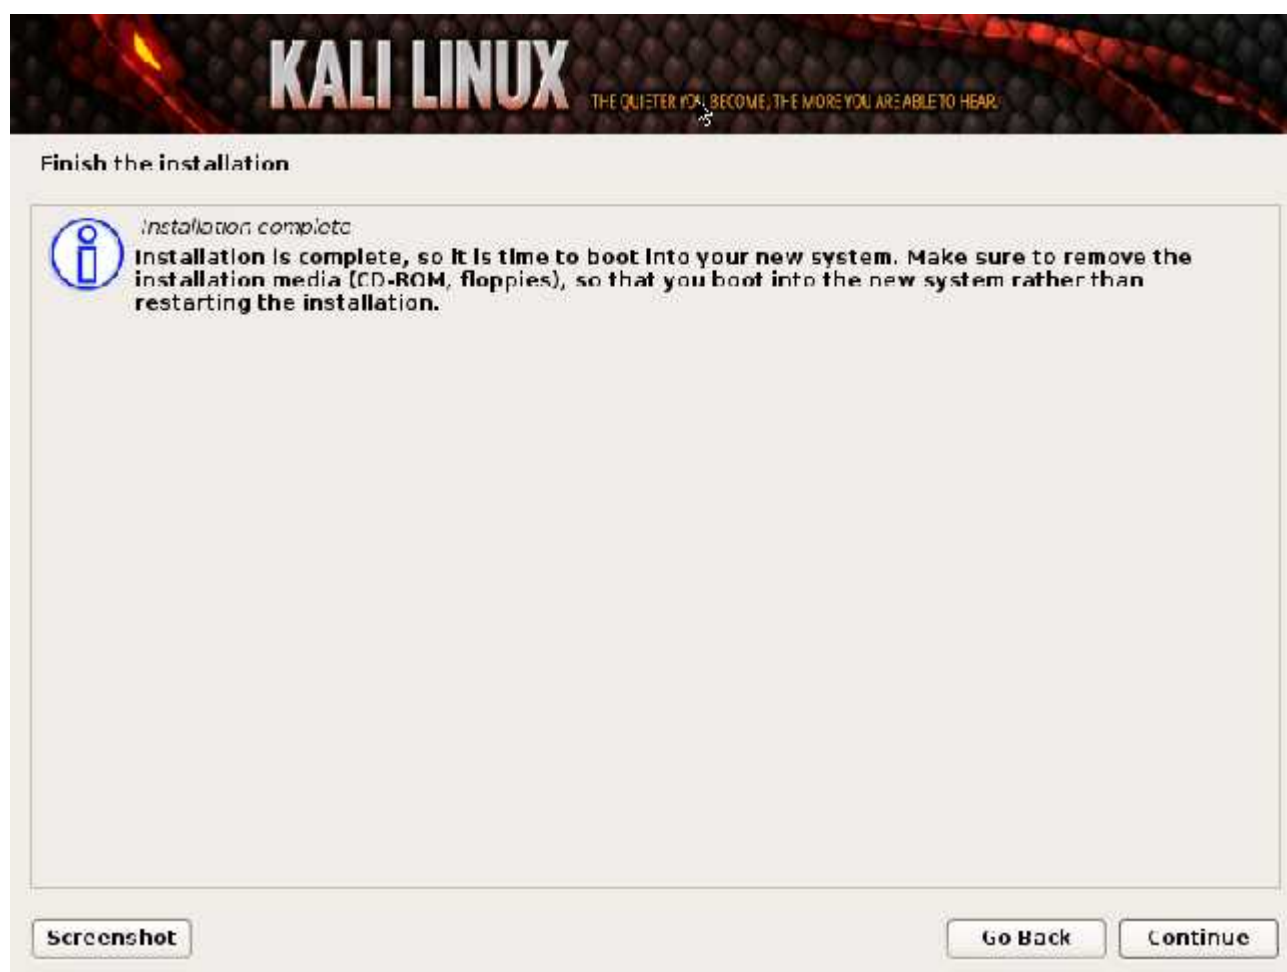 KALI LINUX
THE QUIETER YOU BECOME, THE MORE YOU ARE ABLE TO HEAR.
Finish the installation
Installation complete
Installation is complete, so it is time to boot into your new system. Make sure to remove the
installation media (CD-ROM, floppies), so that you boot into the new system rather than
restarting the installation.
Screenshot
Go Back
Continue